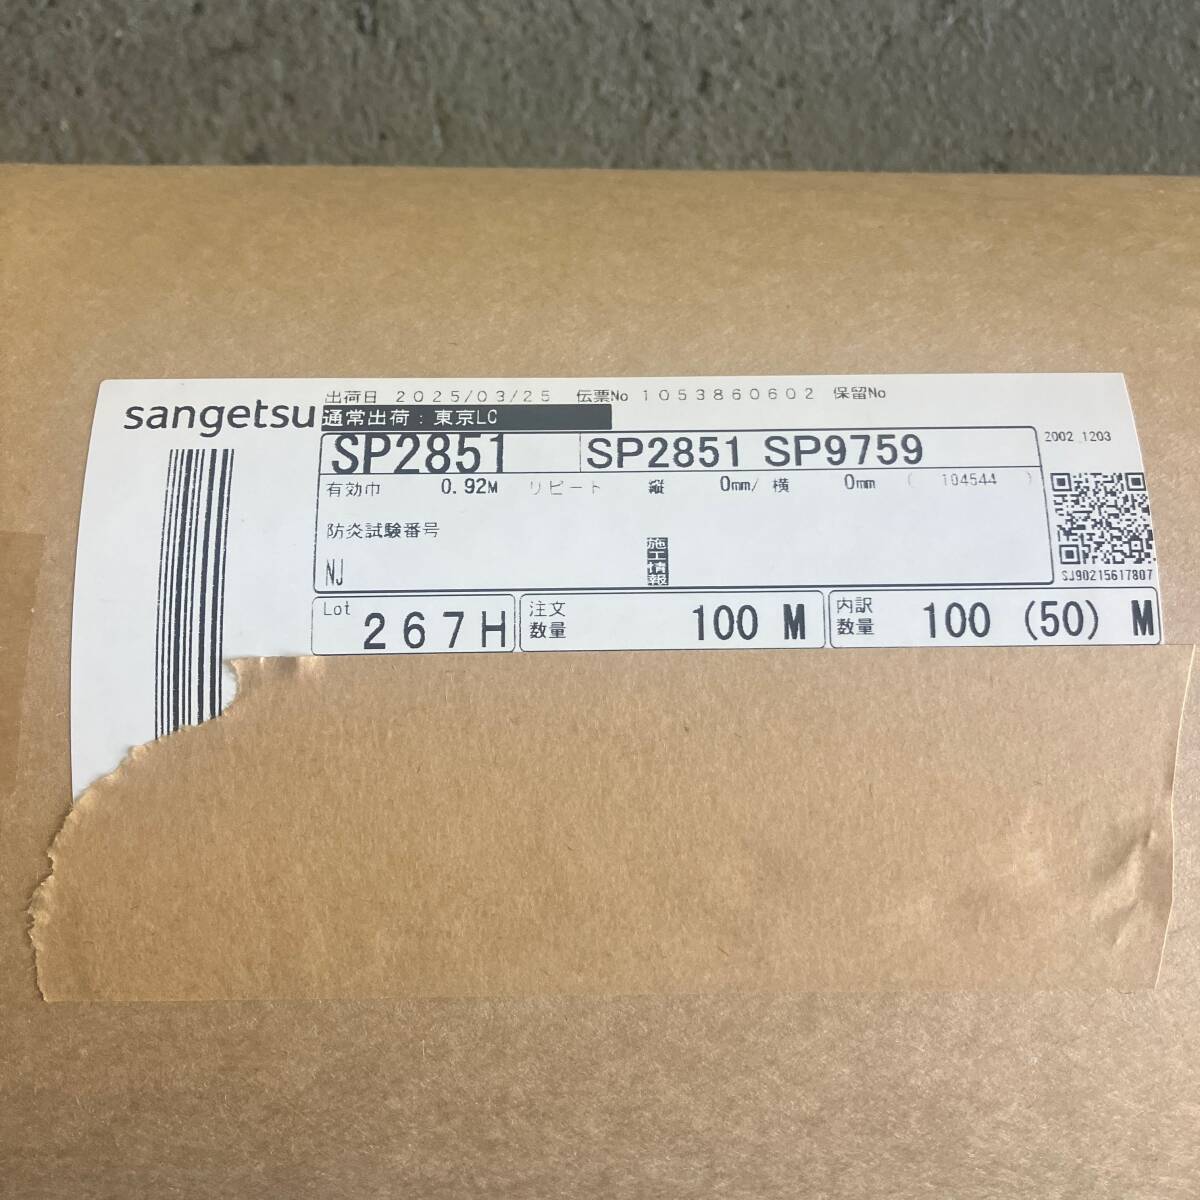 sangetsu
出荷日 2025/03/25 伝票No 1053860602 保留No
通常出荷：東京LC
SP2851 SP2851 SP9759
2002 1203
有効巾 0.92M リピート 縦 0mm/ 横 0mm ( 104544 )
防炎試験番号
NJ
施工情報
SJ90215617807
Lot 267H
注文数量 100 M
内訳数量 100 (50) M